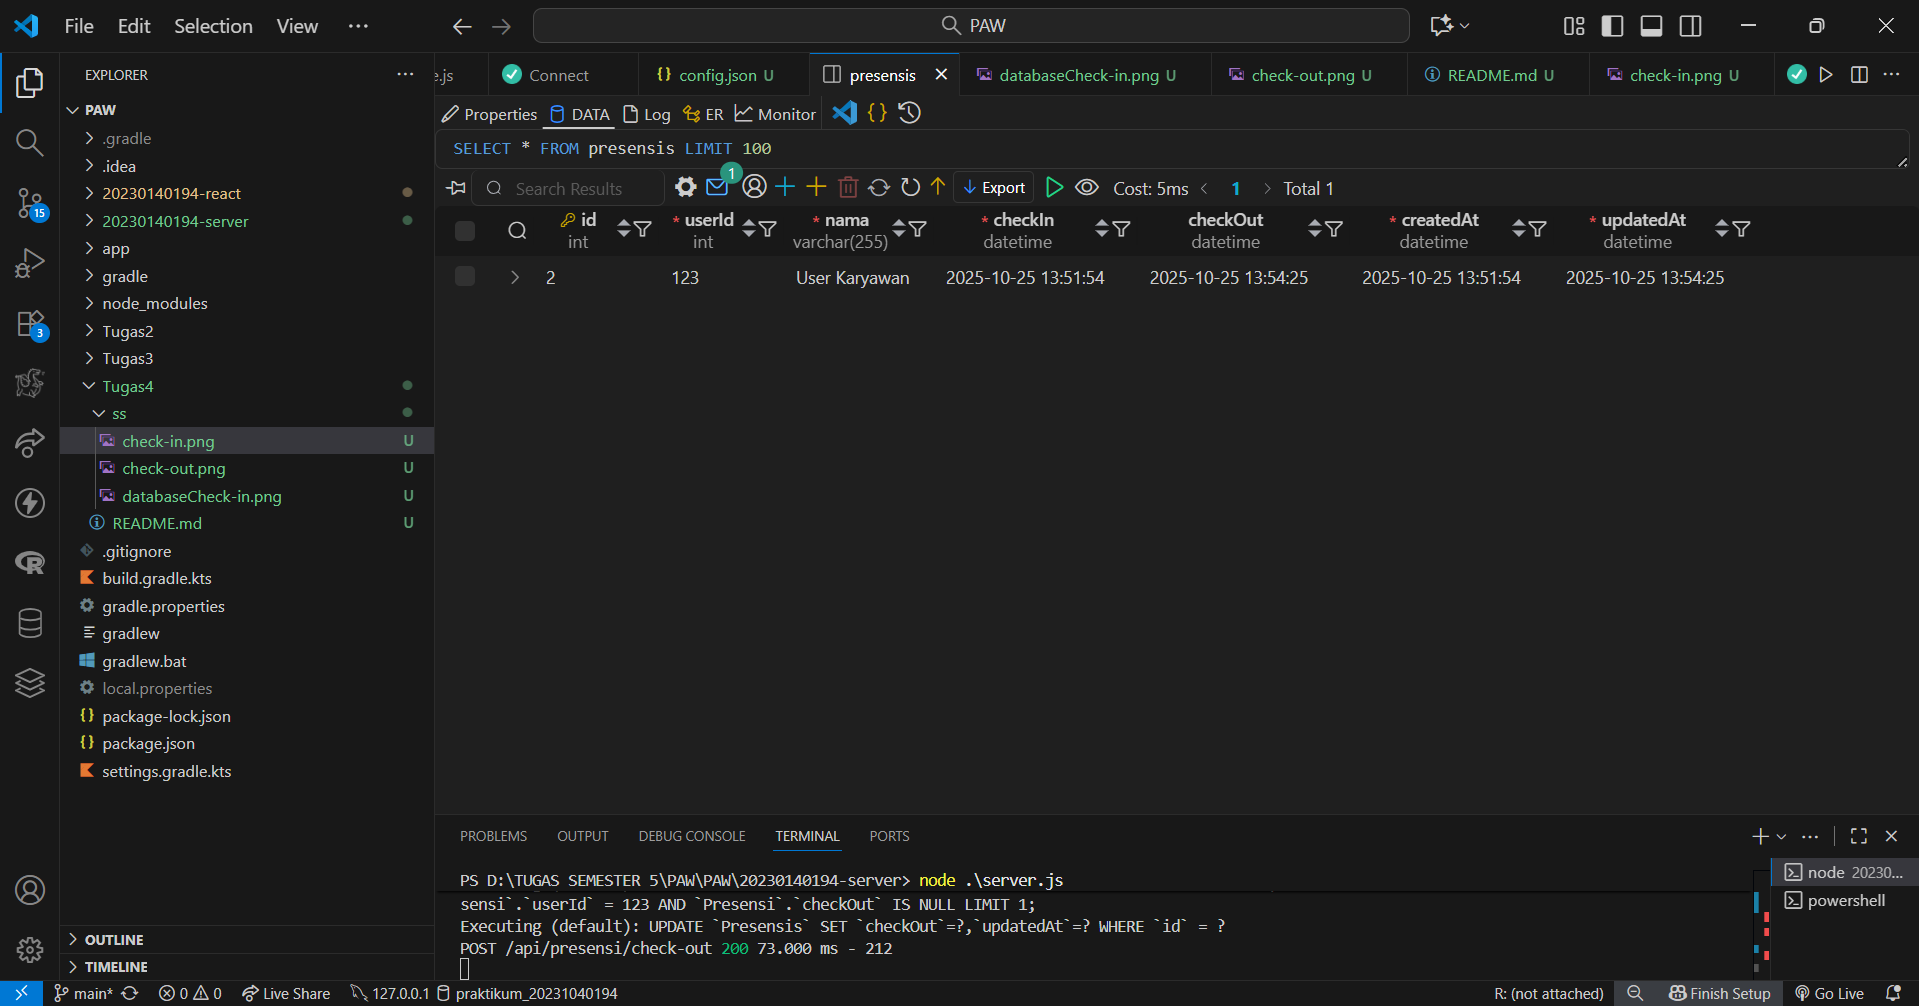 File Edit Selection View ··· PAW
EXPLORER ···
PAW
.gradle
.idea
20230140194-react
20230140194-server
app
gradle
node_modules
Tugas2
Tugas3
Tugas4
ss
check-in.png U
check-out.png U
databaseCheck-in.png U
README.md U
.gitignore
build.gradle.kts
gradle.properties
gradlew
gradlew.bat
local.properties
package-lock.json
package.json
settings.gradle.kts
OUTLINE
TIMELINE
15
3
e.js Connect {} config.json U presensis databaseCheck-in.png U check-out.png U README.md U check-in.png U ···
Properties DATA Log ER Monitor {}
SELECT * FROM presensis LIMIT 100
Search Results 1 Export Cost: 5ms < 1 > Total 1
id * userId * nama * checkIn checkOut * createdAt * updatedAt
int int varchar(255) datetime datetime datetime datetime
2 123 User Karyawan 2025-10-25 13:51:54 2025-10-25 13:54:25 2025-10-25 13:51:54 2025-10-25 13:54:25
PROBLEMS OUTPUT DEBUG CONSOLE TERMINAL PORTS
PS D:\TUGAS SEMESTER 5\PAW\PAW\20230140194-server> node .\server.js
sensi`.`userId` = 123 AND `Presensi`.`checkOut` IS NULL LIMIT 1;
Executing (default): UPDATE `Presensis` SET `checkOut`=?,`updatedAt`=? WHERE `id` = ?
POST /api/presensi/check-out 200 73.000 ms - 212
node 20230...
powershell
main* 0 0 Live Share 127.0.0.1 praktikum_20231040194 R: (not attached) Finish Setup Go Live